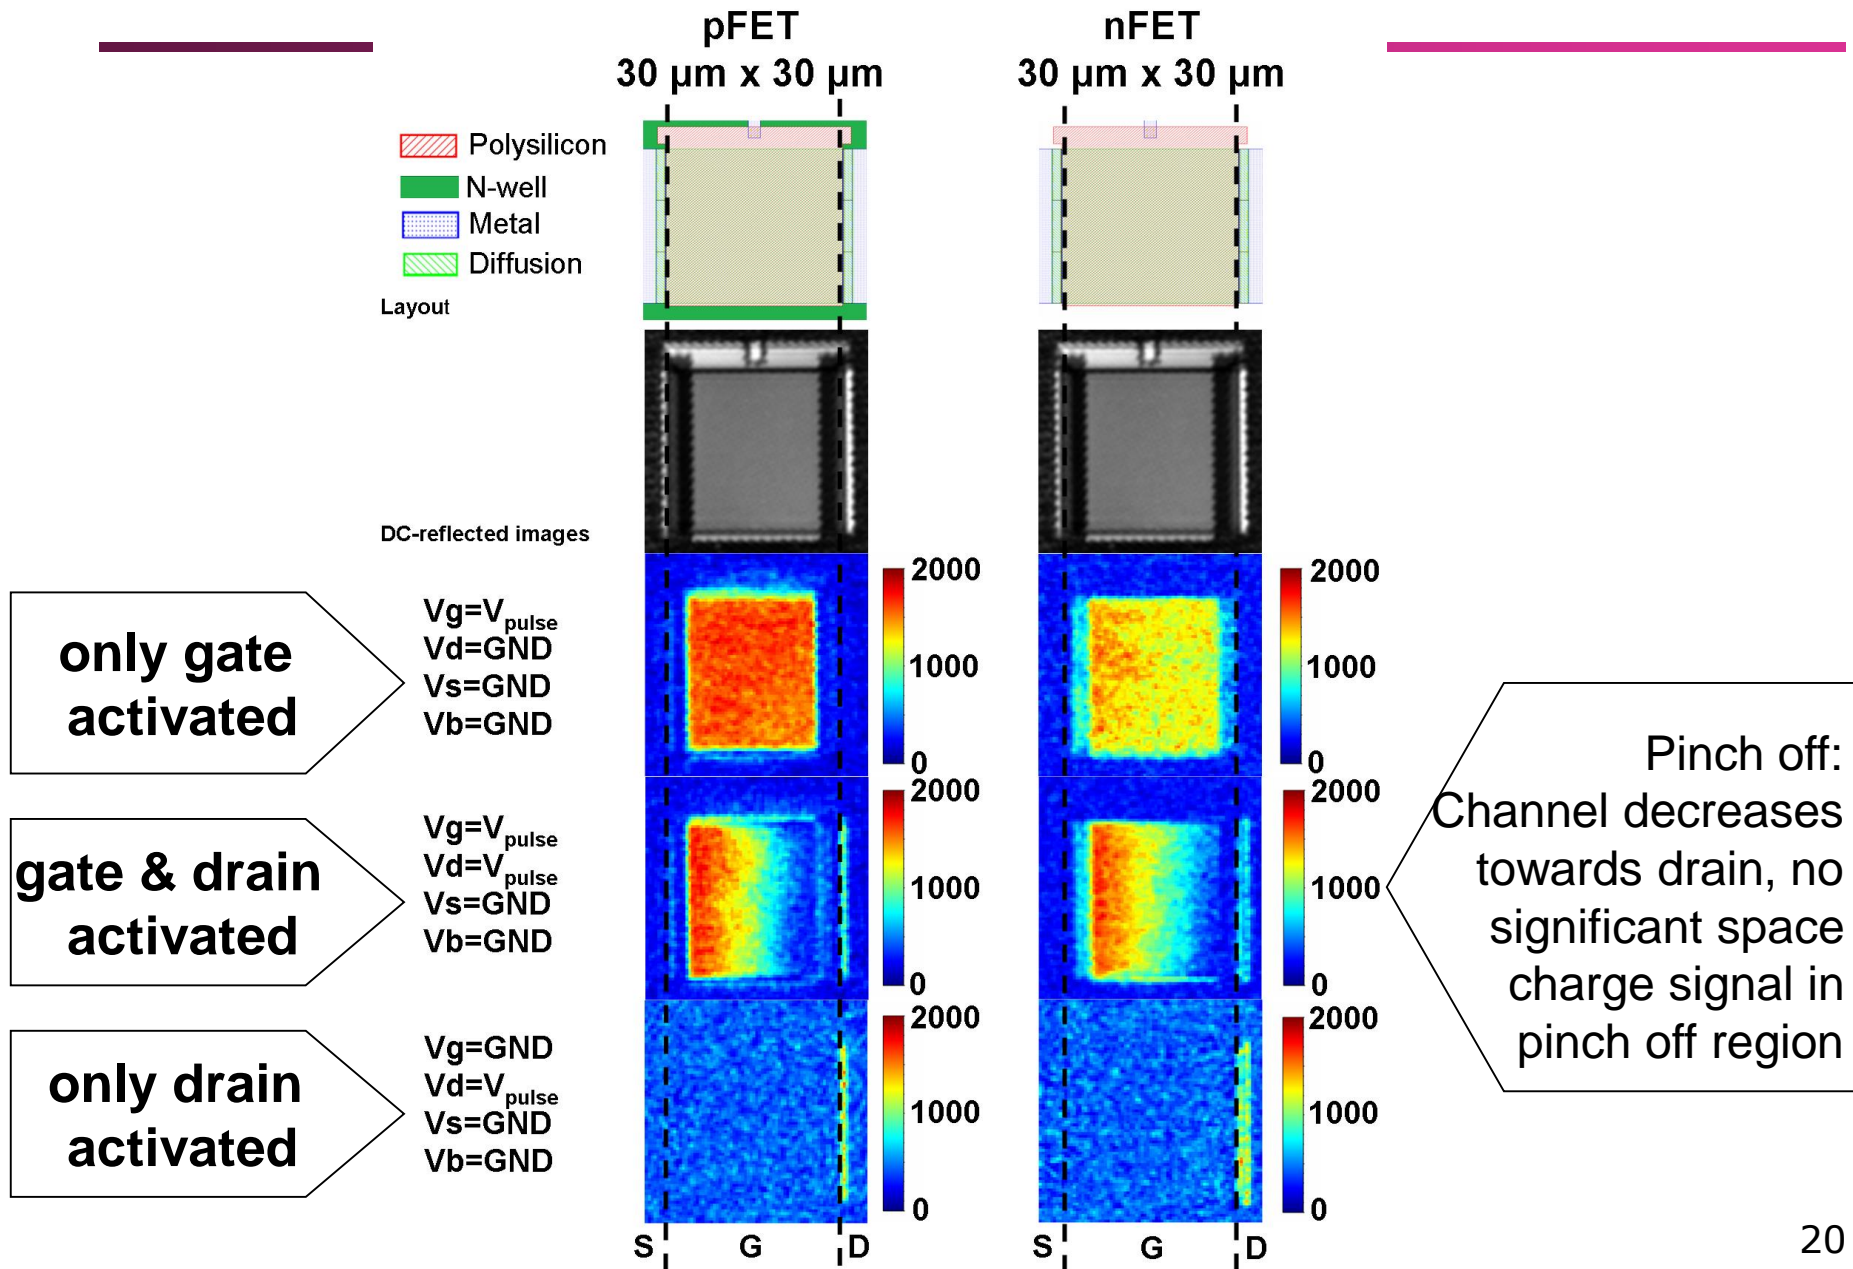 pFET
30 µm x 30 µm
nFET
30 µm x 30 µm
Polysilicon
N-well
Metal
Diffusion
Layout
DC-reflected images
only gate
activated
Vg=Vpulse
Vd=GND
Vs=GND
Vb=GND
2000
1000
0
2000
1000
0
gate & drain
activated
Vg=Vpulse
Vd=Vpulse
Vs=GND
Vb=GND
2000
1000
0
2000
1000
0
Pinch off:
Channel decreases
towards drain, no
significant space
charge signal in
pinch off region
only drain
activated
Vg=GND
Vd=Vpulse
Vs=GND
Vb=GND
2000
1000
0
2000
1000
0
S G D
S G D
20